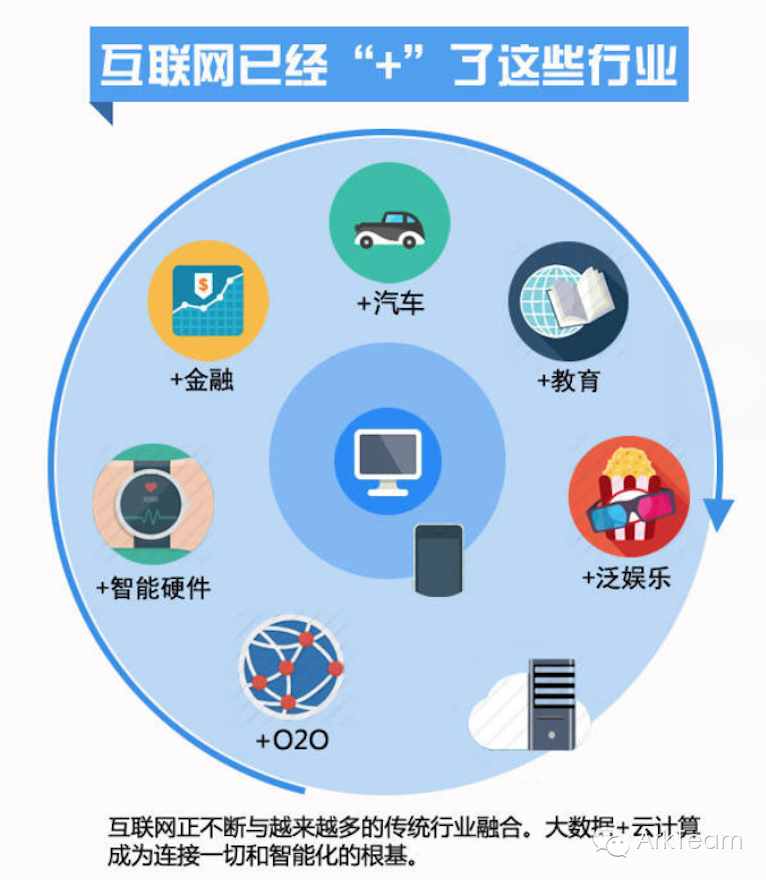 互联网已经“+”了这些行业
+汽车
+金融
+教育
+智能硬件
+泛娱乐
+O2O
互联网正不断与越来越多的传统行业融合。大数据+云计算
成为连接一切和智能化的根基。
ArkTeam